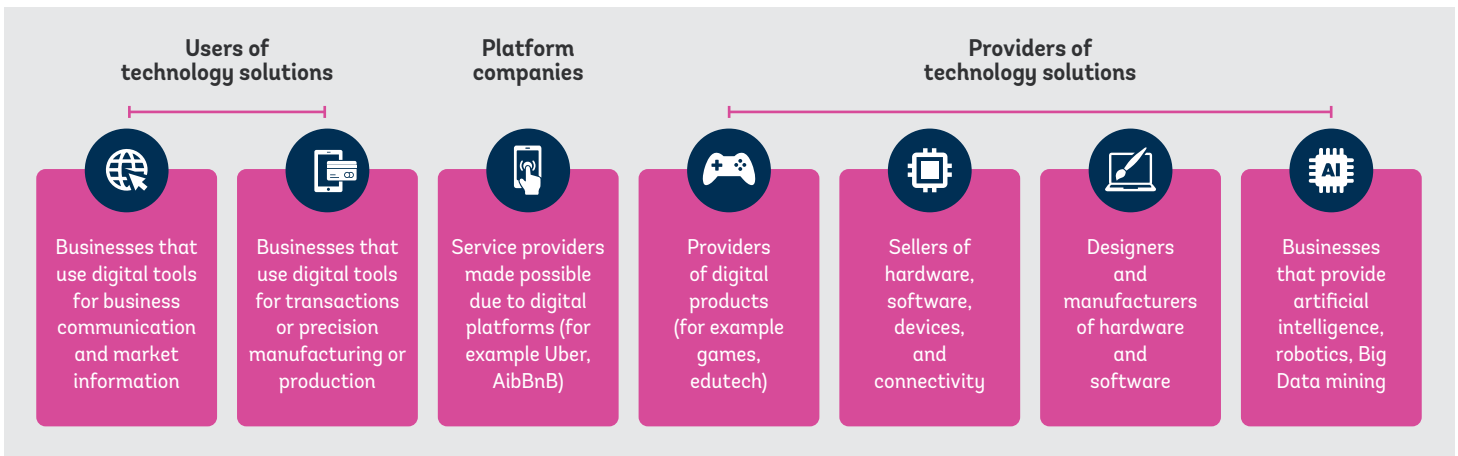 Users of
technology solutions
Platform
companies
Providers of
technology solutions
Businesses that
use digital tools
for business
communication
and market
information
Businesses that
use digital tools
for transactions
or precision
manufacturing or
production
Service providers
made possible
due to digital
platforms (for
example Uber,
AibBnB)
Providers
of digital
products
(for example
games,
edutech)
Sellers of
hardware,
software,
devices,
and
connectivity
Designers
and
manufacturers
of hardware
and
software
AI
Businesses
that provide
artificial
intelligence,
robotics, Big
Data mining